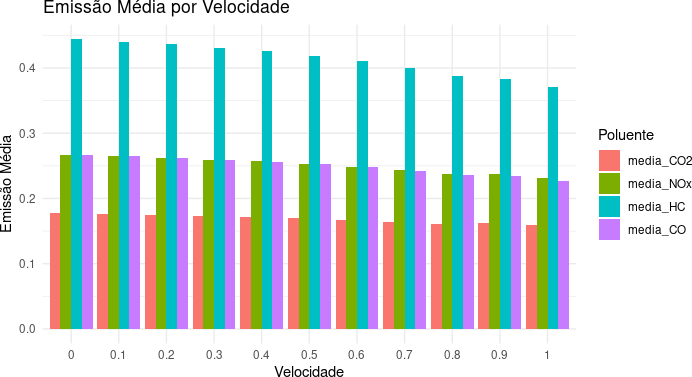 Emissão Média por Velocidade
Emissão Média
0.4
0.3
0.2
0.1
0.0
0 0.1 0.2 0.3 0.4 0.5 0.6 0.7 0.8 0.9 1
Velocidade
Poluente
media_CO2
media_NOx
media_HC
media_CO